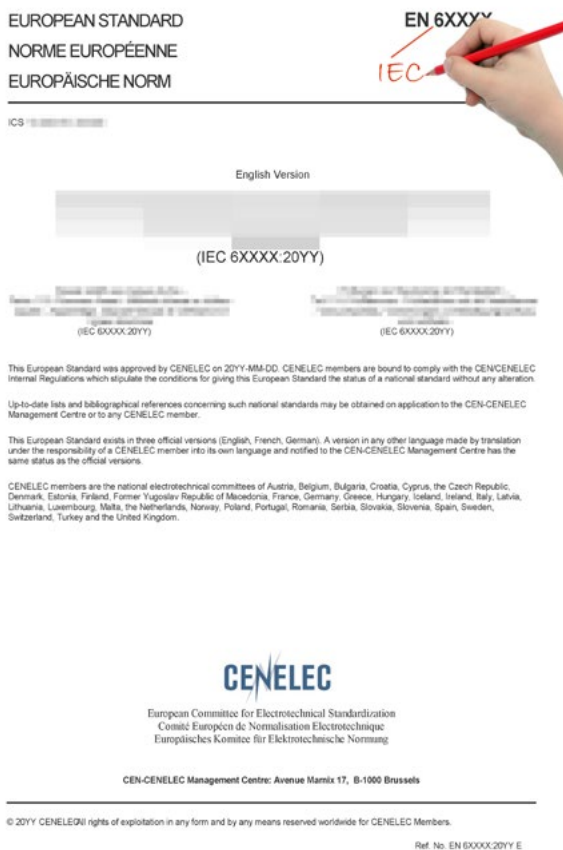 EUROPEAN STANDARD
EN 6XXXX
NORME EUROPÉENNE
IEC
EUROPÄISCHE NORM
ICS
English Version
(IEC 6XXXX:20YY)
(IEC 6XXXX:20YY)
(IEC 6XXXX:20YY)
This European Standard was approved by CENELEC on 20YY-MM-DD. CENELEC members are bound to comply with the CEN/CENELEC
Internal Regulations which stipulate the conditions for giving this European Standard the status of a national standard without any alteration.
Up-to-date lists and bibliographical references concerning such national standards may be obtained on application to the CEN-CENELEC
Management Centre or to any CENELEC member.
This European Standard exists in three official versions (English, French, German). A version in any other language made by translation
under the responsibility of a CENELEC member into its own language and notified to the CEN-CENELEC Management Centre has the
same status as the official versions.
CENELEC members are the national electrotechnical committees of Austria, Belgium, Bulgaria, Croatia, Cyprus, the Czech Republic,
Denmark, Estonia, Finland, Former Yugoslav Republic of Macedonia, France, Germany, Greece, Hungary, Iceland, Ireland, Italy, Latvia,
Lithuania, Luxembourg, Malta, the Netherlands, Norway, Poland, Portugal, Romania, Serbia, Slovakia, Slovenia, Spain, Sweden,
Switzerland, Turkey and the United Kingdom.
CENELEC
European Committee for Electrotechnical Standardization
Comité Européen de Normalisation Electrotechnique
Europäisches Komitee für Elektrotechnische Normung
CEN-CENELEC Management Centre: Avenue Marnix 17, B-1000 Brussels
© 20YY CENELEC All rights of exploitation in any form and by any means reserved worldwide for CENELEC Members.
Ref. No. EN 6XXXX:20YY E